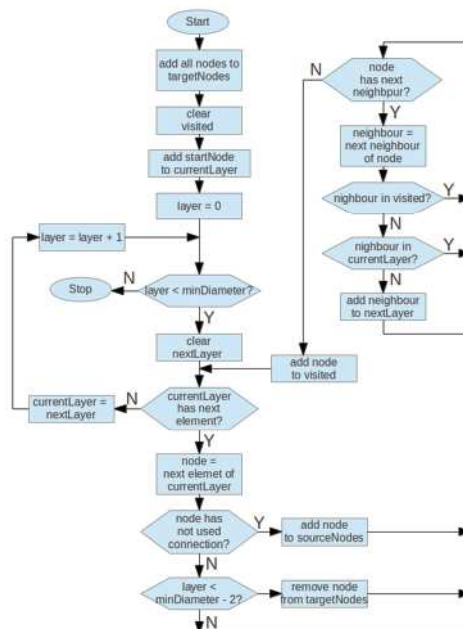 Start
add all nodes to
targetNodes
clear
visited
add startNode
to currentLayer
layer = 0
layer = layer + 1
Stop
N
layer < minDiameter?
Y
clear
nextLayer
currentLayer =
nextLayer
N
currentLayer
has next
element?
Y
node =
next elemet of
currentLayer
node has
not used
connection?
Y
add node
to sourceNodes
N
layer <
minDiameter - 2?
Y
remove node
from targetNodes
N
N
node
has next
neighbpur?
Y
neighbour =
next neighbour
of node
nighbour in visited?
Y
N
nighbour in
currentLayer?
Y
N
add neighbour
to nextLayer
add node
to visited